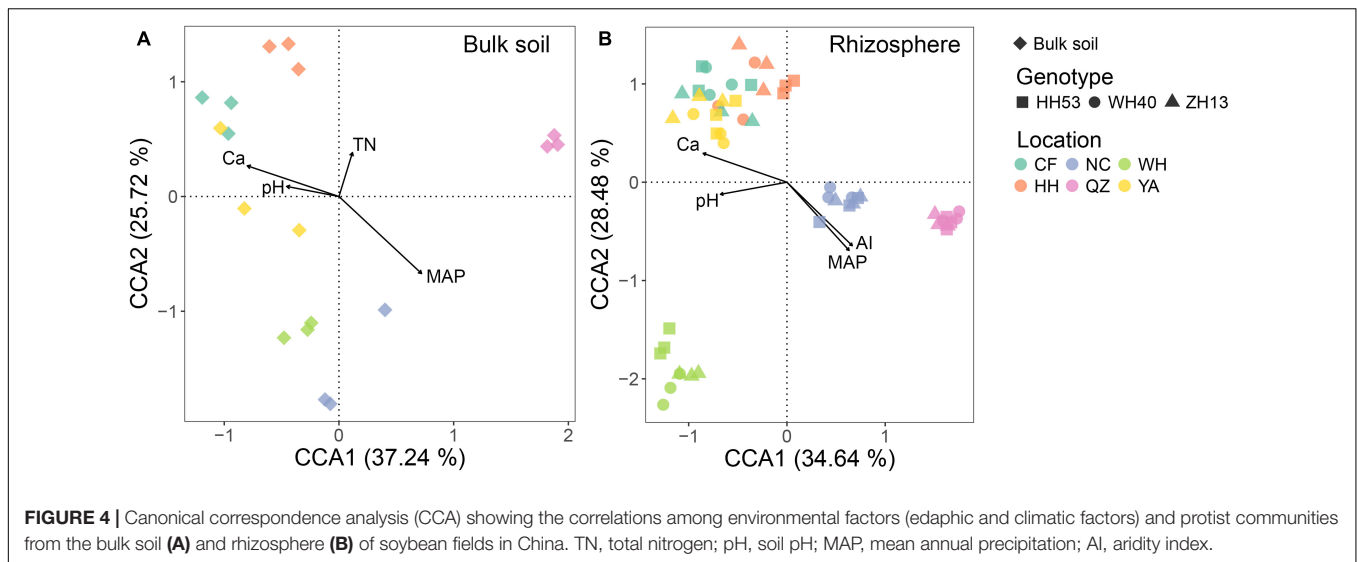 A
Bulk soil
TN
Ca
pH
MAP
1
0
−1
−1
0
1
2
CCA2 (25.72 %)
CCA1 (37.24 %)
B
Rhizosphere
Ca
pH
AI
MAP
1
0
−1
−2
−1
0
1
CCA2 (28.48 %)
CCA1 (34.64 %)
Bulk soil
Genotype
HH53 WH40 ZH13
Location
CF NC WH
HH QZ YA
FIGURE 4 | Canonical correspondence analysis (CCA) showing the correlations among environmental factors (edaphic and climatic factors) and protist communities
from the bulk soil (A) and rhizosphere (B) of soybean fields in China. TN, total nitrogen; pH, soil pH; MAP, mean annual precipitation; AI, aridity index.